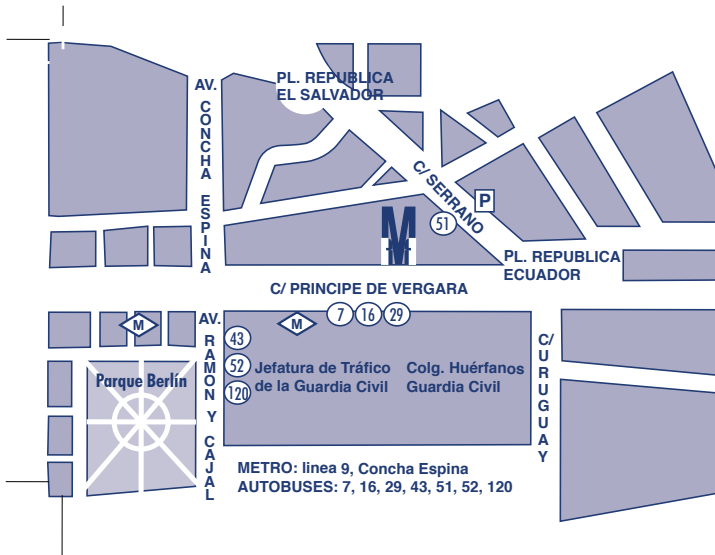 PL. REPUBLICA
EL SALVADOR
AV. CONCHA ESPINA
C/ SERRANO
P
51
M
M
PL. REPUBLICA
ECUADOR
C/ PRINCIPE DE VERGARA
M
M
7 16 29
AV. RAMON Y CAJAL
43
52
120
Jefatura de Tráfico
de la Guardia Civil
Colg. Huérfanos
Guardia Civil
C/ URUGUAY
Parque Berlín
METRO: linea 9, Concha Espina
AUTOBUSES: 7, 16, 29, 43, 51, 52, 120